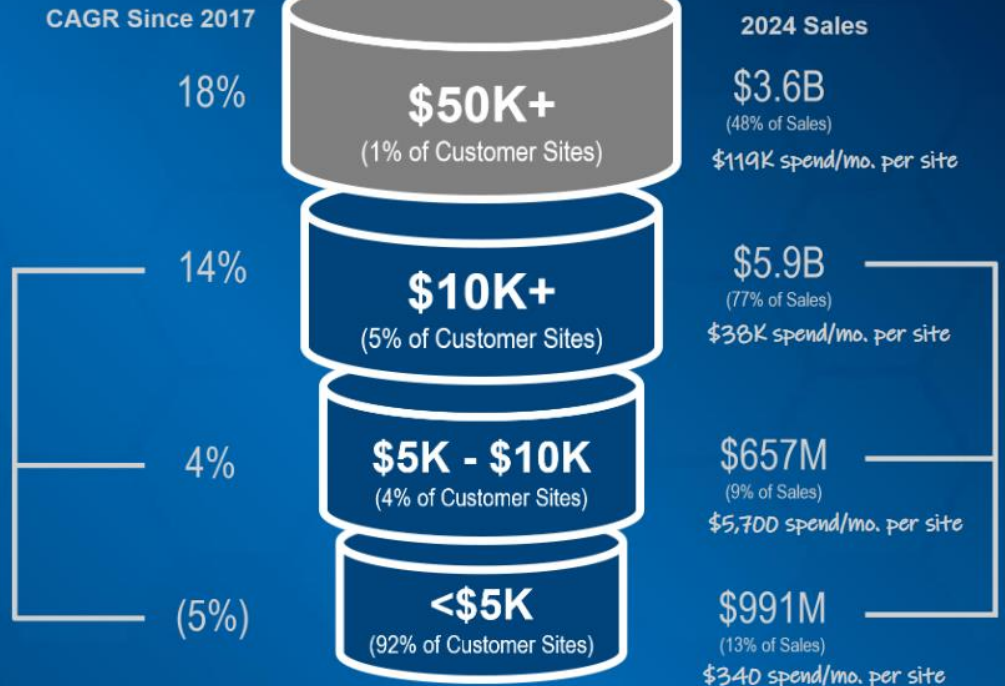 CAGR Since 2017
2024 Sales
18%
$50K+
(1% of Customer Sites)
$3.6B
(48% of Sales)
$119K spend/mo. per site
14%
$10K+
(5% of Customer Sites)
$5.9B
(77% of Sales)
$38K spend/mo. per site
4%
$5K - $10K
(4% of Customer Sites)
$657M
(9% of Sales)
$5,700 spend/mo. per site
(5%)
<$5K
(92% of Customer Sites)
$991M
(13% of Sales)
$340 spend/mo. per site